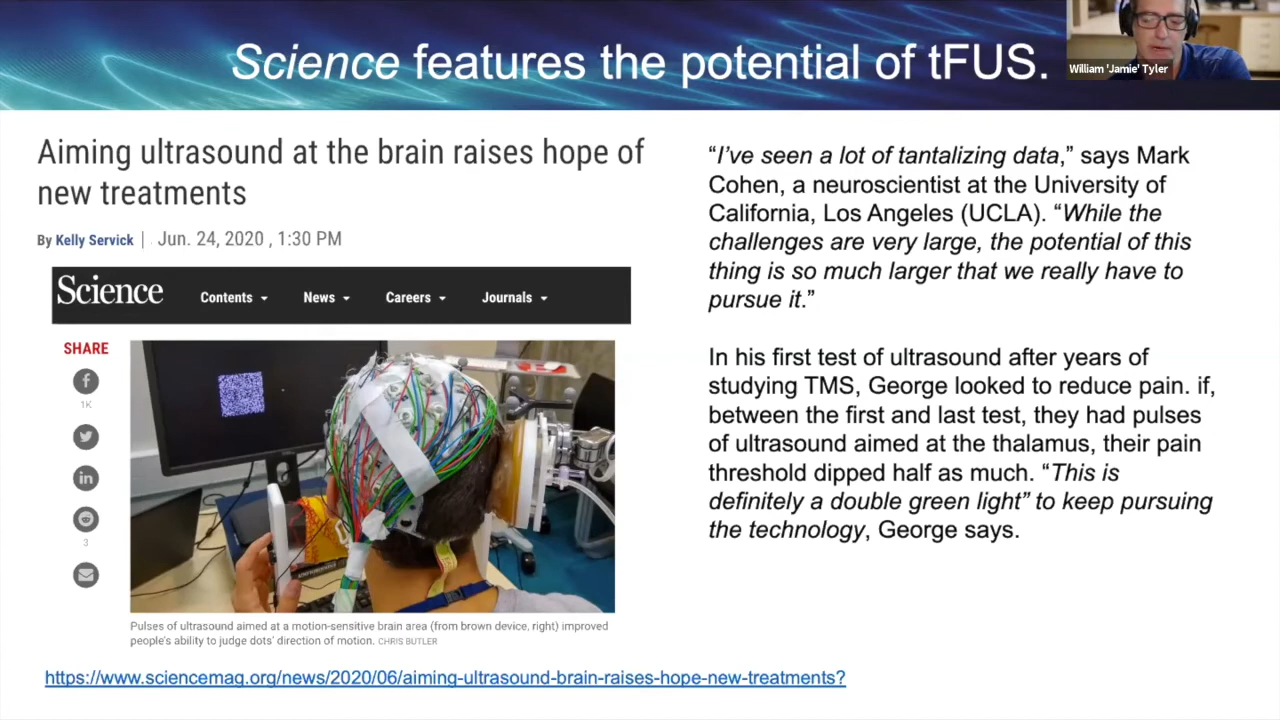 Science features the potential of tFUS.
William 'Jamie' Tyler
Aiming ultrasound at the brain raises hope of
new treatments
By Kelly Servick | Jun. 24, 2020 , 1:30 PM
Science
Contents
News
Careers
Journals
SHARE
1K
3
Pulses of ultrasound aimed at a motion-sensitive brain area (from brown device, right) improved
people's ability to judge dots' direction of motion. CHRIS BUTLER
"I've seen a lot of tantalizing data," says Mark
Cohen, a neuroscientist at the University of
California, Los Angeles (UCLA). "While the
challenges are very large, the potential of this
thing is so much larger that we really have to
pursue it."
In his first test of ultrasound after years of
studying TMS, George looked to reduce pain. if,
between the first and last test, they had pulses
of ultrasound aimed at the thalamus, their pain
threshold dipped half as much. "This is
definitely a double green light" to keep pursuing
the technology, George says.
https://www.sciencemag.org/news/2020/06/aiming-ultrasound-brain-raises-hope-new-treatments?